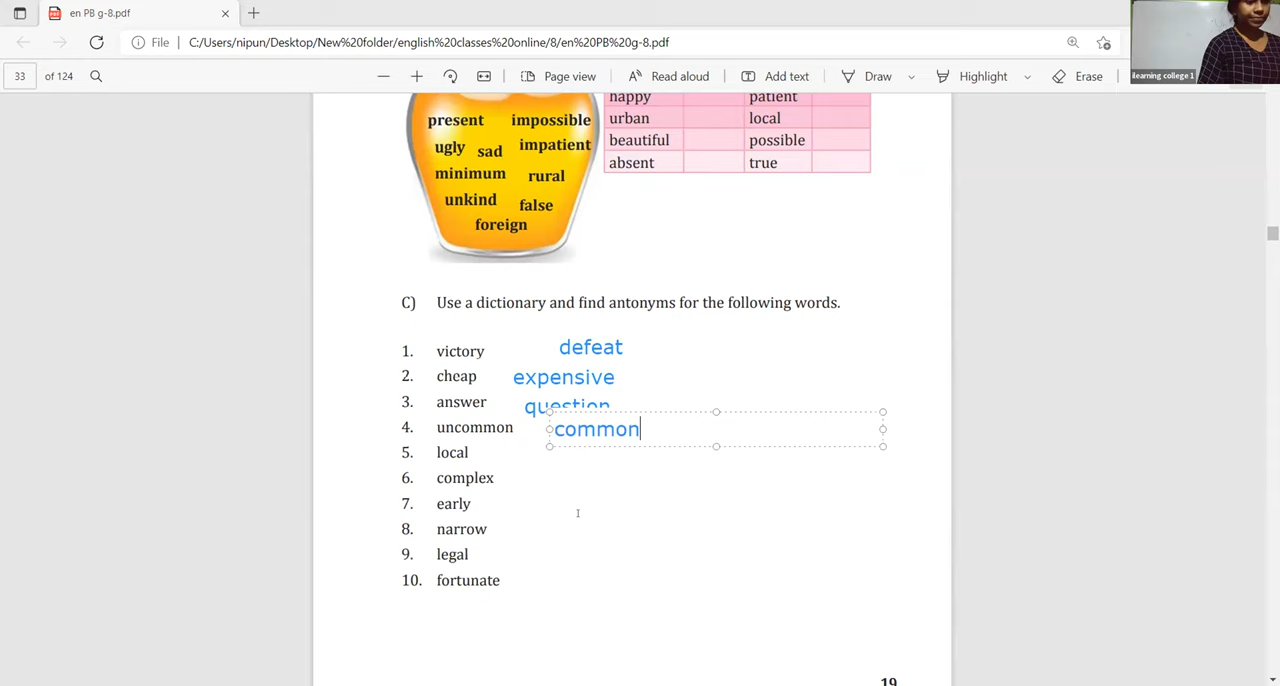 en PB g-8.pdf
File | C:/Users/nipun/Desktop/New%20folder/english%20classes%20online/8/en%20PB%20g-8.pdf
33 of 124 Page view Read aloud Add text Draw Highlight Erase
ilearning college 1
happy patient
present impossible urban local
ugly sad impatient beautiful possible
minimum rural absent true
unkind false
foreign
C) Use a dictionary and find antonyms for the following words.
1. victory defeat
2. cheap expensive
3. answer question
4. uncommon common
5. local
6. complex
7. early
8. narrow
9. legal
10. fortunate
19